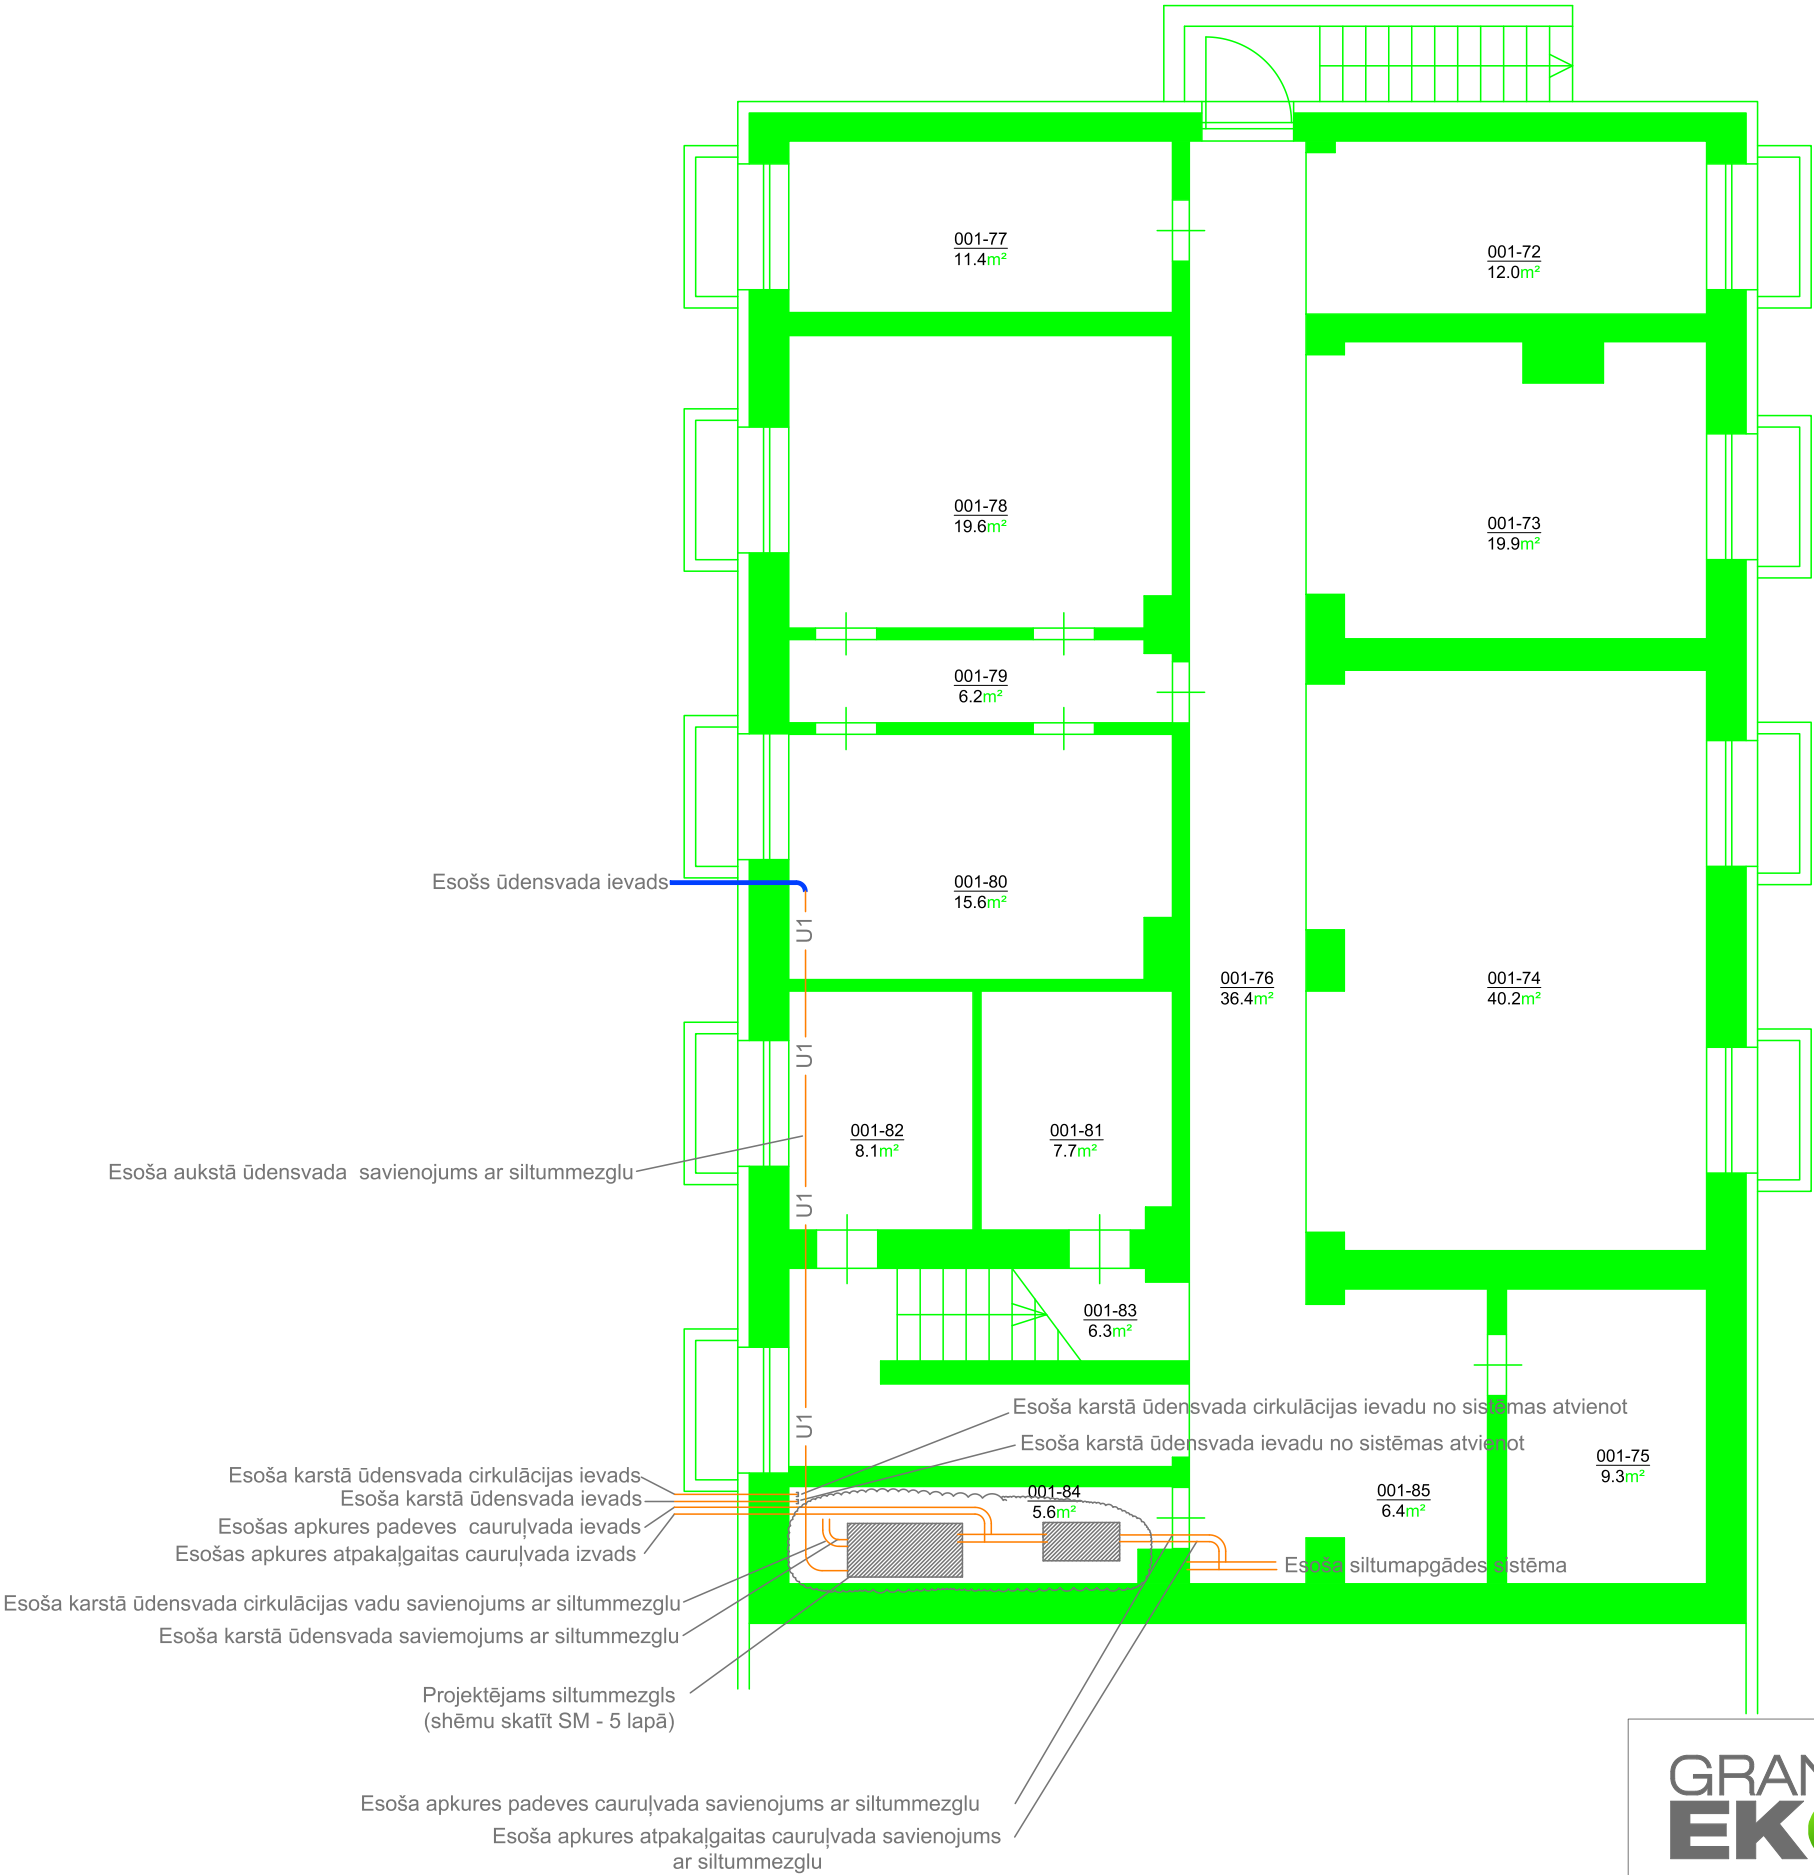 001-77
11.4m²
001-72
12.0m²
001-78
19.6m²
001-73
19.9m²
001-79
6.2m²
Esošs ūdensvada ievads
001-80
15.6m²
U1
001-76
36.4m²
001-74
40.2m²
U1
001-82
8.1m²
001-81
7.7m²
Esoša aukstā ūdensvada savienojums ar siltummezglu
U1
001-83
6.3m²
Esoša karstā ūdensvada cirkulācijas ievadu no sistēmas atvienot
U1
Esoša karstā ūdensvada ievadu no sistēmas atvienot
001-75
9.3m²
Esoša karstā ūdensvada cirkulācijas ievads
Esoša karstā ūdensvada ievads
001-84
5.6m²
001-85
6.4m²
Esošas apkures padeves cauruļvada ievads
Esošas apkures atpakaļgaitas cauruļvada izvads
Esoša siltumapgādes sistēma
Esoša karstā ūdensvada cirkulācijas vadu savienojums ar siltummezglu
Esoša karstā ūdensvada saviemojums ar siltummezglu
Projektējams siltummezgls
(shēmu skatīt SM - 5 lapā)
Esoša apkures padeves cauruļvada savienojums ar siltummezglu
Esoša apkures atpakaļgaitas cauruļvada savienojums
ar siltummezglu